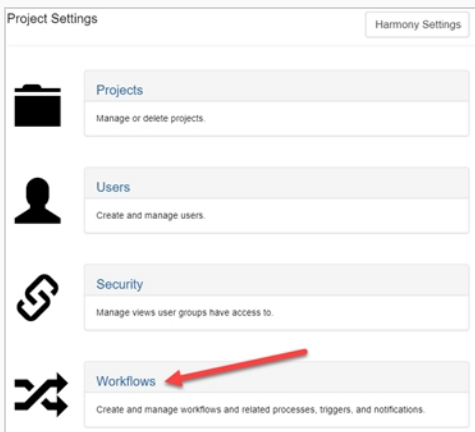 Project Settings
Harmony Settings
Projects
Manage or delete projects.
Users
Create and manage users.
Security
Manage views user groups have access to.
Workflows
Create and manage workflows and related processes, triggers, and notifications.